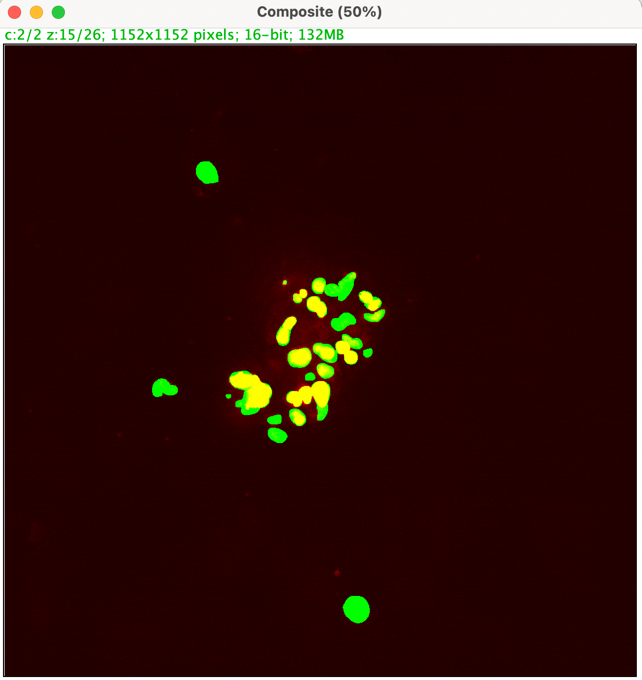 Composite (50%)
c:2/2 z:15/26; 1152x1152 pixels; 16-bit; 132MB